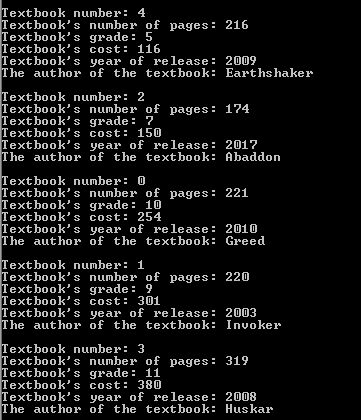 Textbook number: 4
Textbook's number of pages: 216
Textbook's grade: 5
Textbook's cost: 116
Textbook's year of release: 2009
The author of the textbook: Earthshaker
Textbook number: 2
Textbook's number of pages: 174
Textbook's grade: 7
Textbook's cost: 150
Textbook's year of release: 2017
The author of the textbook: Abaddon
Textbook number: 0
Textbook's number of pages: 221
Textbook's grade: 10
Textbook's cost: 254
Textbook's year of release: 2010
The author of the textbook: Greed
Textbook number: 1
Textbook's number of pages: 220
Textbook's grade: 9
Textbook's cost: 301
Textbook's year of release: 2003
The author of the textbook: Invoker
Textbook number: 3
Textbook's number of pages: 319
Textbook's grade: 11
Textbook's cost: 380
Textbook's year of release: 2008
The author of the textbook: Huskar